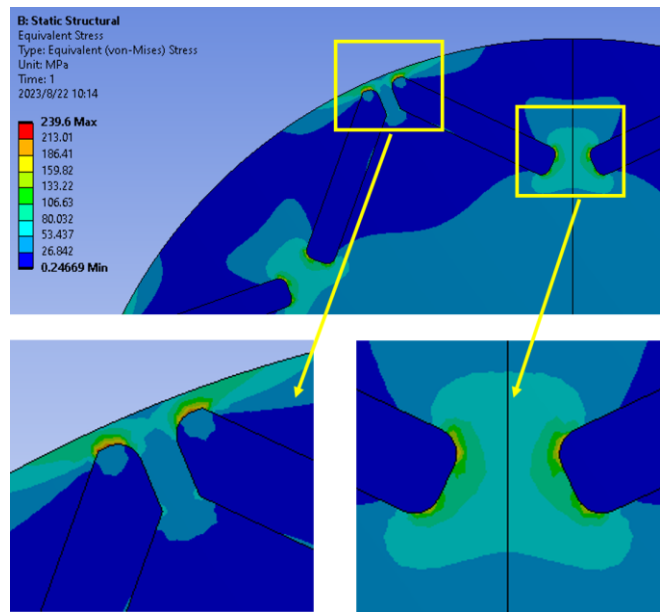 B: Static Structural
Equivalent Stress
Type: Equivalent (von-Mises) Stress
Unit: MPa
Time: 1
2023/8/22 10:14
239.6 Max
213.01
186.41
159.82
133.22
106.63
80.032
53.437
26.842
0.24669 Min